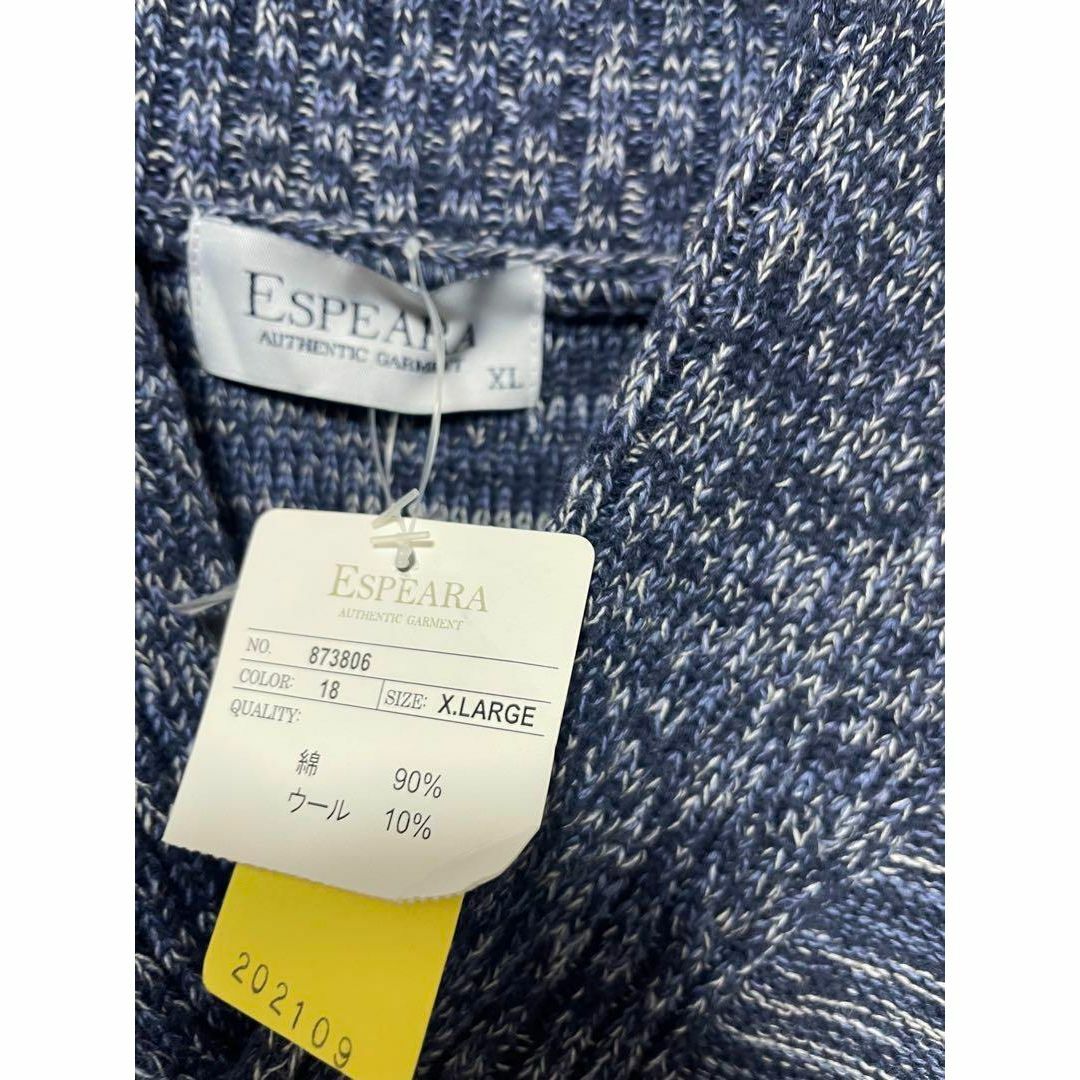 ESPEARA
AUTHENTIC GARMENT
XL
ESPEARA
AUTHENTIC GARMENT
NO. 873806
COLOR: 18 SIZE: X.LARGE
QUALITY:
綿 90%
ウール 10%
202109